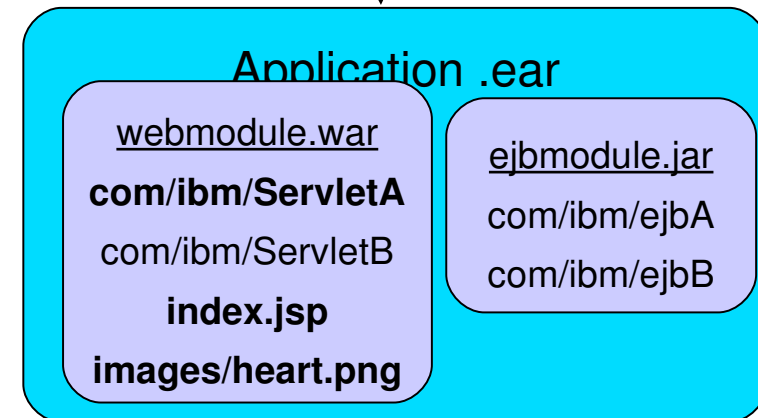 Application .ear
webmodule.war
com/ibm/ServletA
com/ibm/ServletB
index.jsp
images/heart.png
ejbmodule.jar
com/ibm/ejbA
com/ibm/ejbB